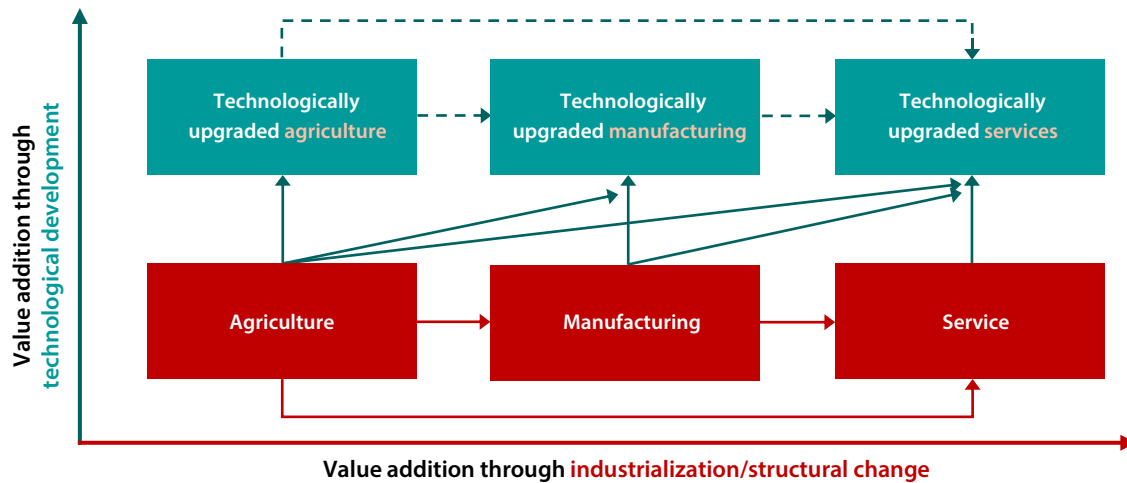 Technologically
upgraded agriculture
Technologically
upgraded manufacturing
Technologically
upgraded services
Value addition through
technological development
Agriculture
Manufacturing
Service
Value addition through industrialization/structural change